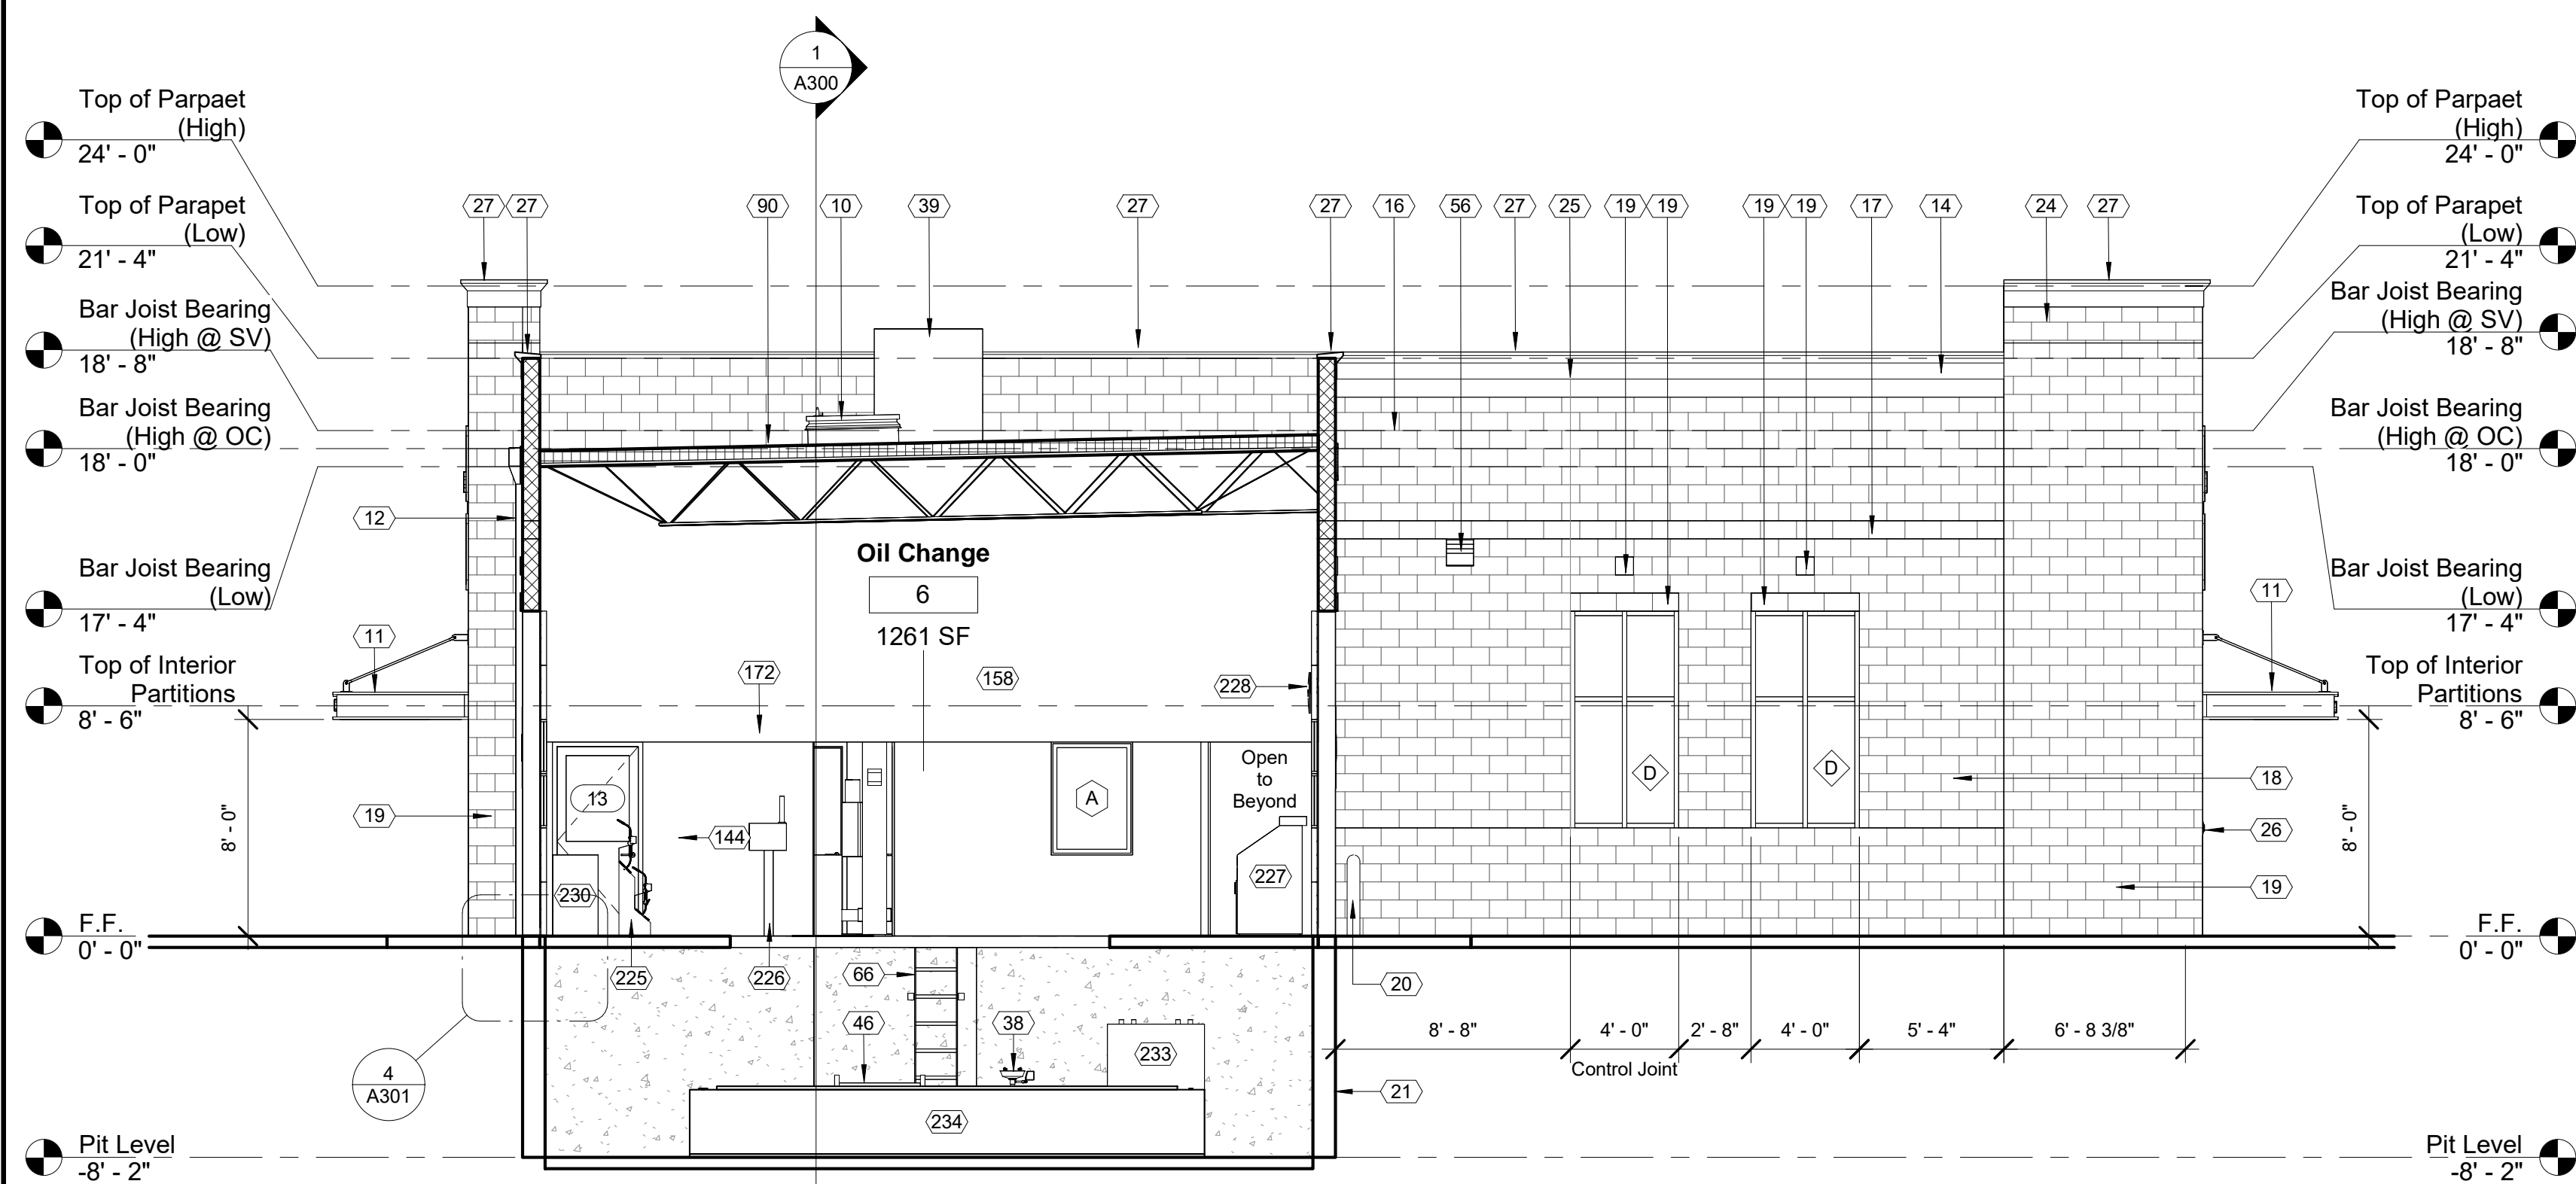 1
A300
Top of Parpaet
(High)
24' - 0"
Top of Parapet
(Low)
21' - 4"
Bar Joist Bearing
(High @ SV)
18' - 8"
Bar Joist Bearing
(High @ OC)
18' - 0"
Bar Joist Bearing
(Low)
17' - 4"
Top of Interior
Partitions
8' - 6"
F.F.
0' - 0"
Pit Level
-8' - 2"
27 27 90 10 39 27 27 16 56 27 25 19 19 19 19 17 14 24 27
12
11
19
8' - 0"
Oil Change
6
1261 SF
172
158
228
13
144
A
Open
to
Beyond
230
227
225
226
66
46
38
233
234
4
A301
D
D
18
26
19
11
20
21
8' - 8"
4' - 0"
2' - 8"
4' - 0"
5' - 4"
6' - 8 3/8"
Control Joint
8' - 0"
Top of Parpaet
(High)
24' - 0"
Top of Parapet
(Low)
21' - 4"
Bar Joist Bearing
(High @ SV)
18' - 8"
Bar Joist Bearing
(High @ OC)
18' - 0"
Bar Joist Bearing
(Low)
17' - 4"
Top of Interior
Partitions
8' - 6"
F.F.
0' - 0"
Pit Level
-8' - 2"